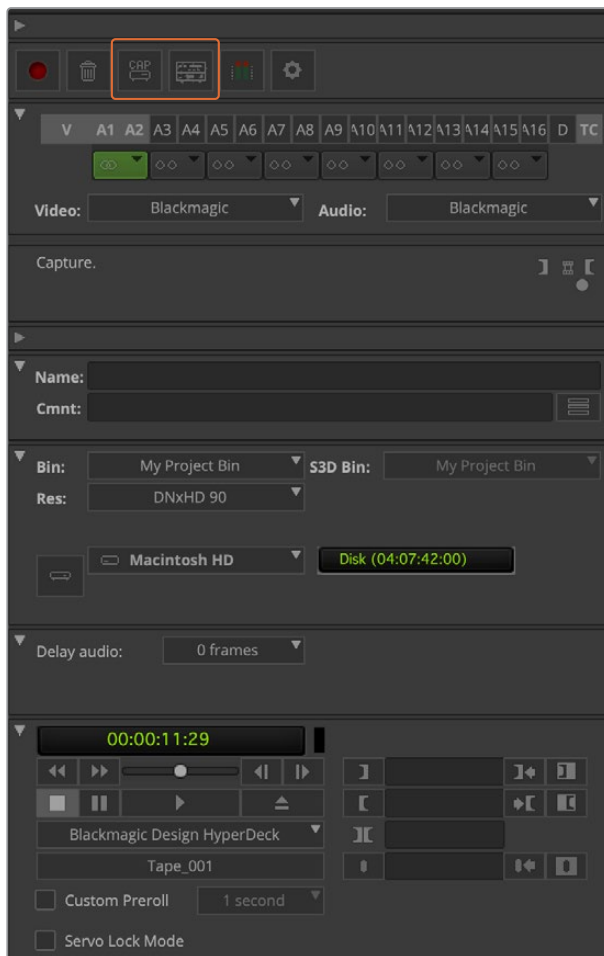 CAP
V A1 A2 A3 A4 A5 A6 A7 A8 A9 A10 A11 A12 A13 A14 A15 A16 D TC
Video: Blackmagic Audio: Blackmagic
Capture.
Name:
Cmnt:
Bin: My Project Bin S3D Bin: My Project Bin
Res: DNxHD 90
Macintosh HD Disk (04:07:42:00)
Delay audio: 0 frames
00:00:11:29
Blackmagic Design HyperDeck
Tape_001
Custom Preroll 1 second
Servo Lock Mode